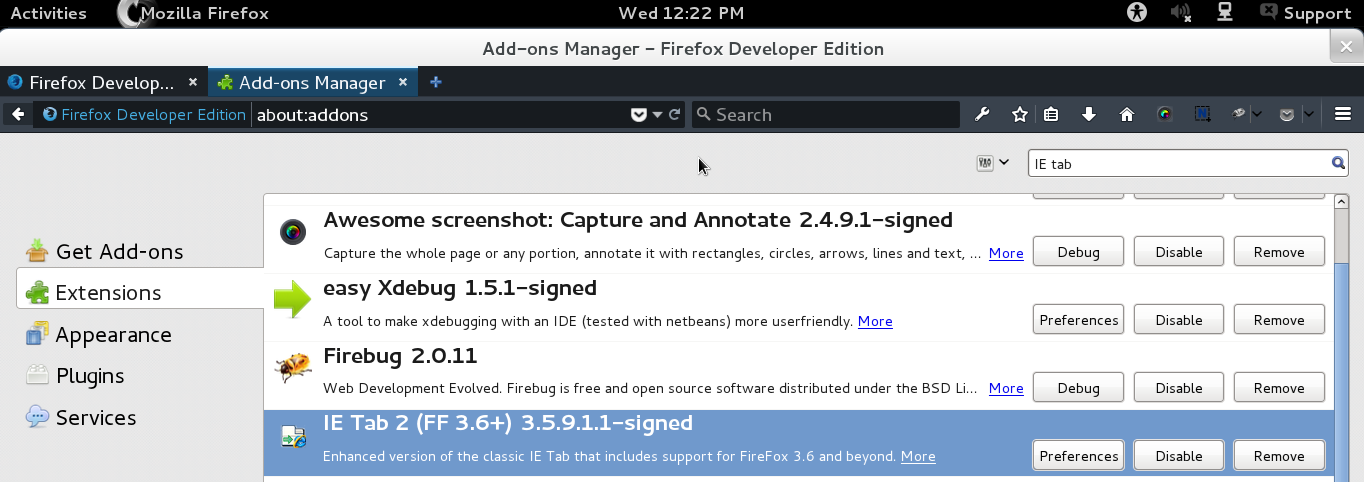 Activities Mozilla Firefox Wed 12:22 PM Support
Add-ons Manager - Firefox Developer Edition
Firefox Develop... Add-ons Manager
Firefox Developer Edition about:addons Search
IE tab
Awesome screenshot: Capture and Annotate 2.4.9.1-signed
Capture the whole page or any portion, annotate it with rectangles, circles, arrows, lines and text, ... More Debug Disable Remove
Get Add-ons
Extensions
Appearance
Plugins
Services
easy Xdebug 1.5.1-signed
A tool to make xdebugging with an IDE (tested with netbeans) more userfriendly. More Preferences Disable Remove
Firebug 2.0.11
Web Development Evolved. Firebug is free and open source software distributed under the BSD Li... More Debug Disable Remove
IE Tab 2 (FF 3.6+) 3.5.9.1.1-signed
Enhanced version of the classic IE Tab that includes support for FireFox 3.6 and beyond. More Preferences Disable Remove